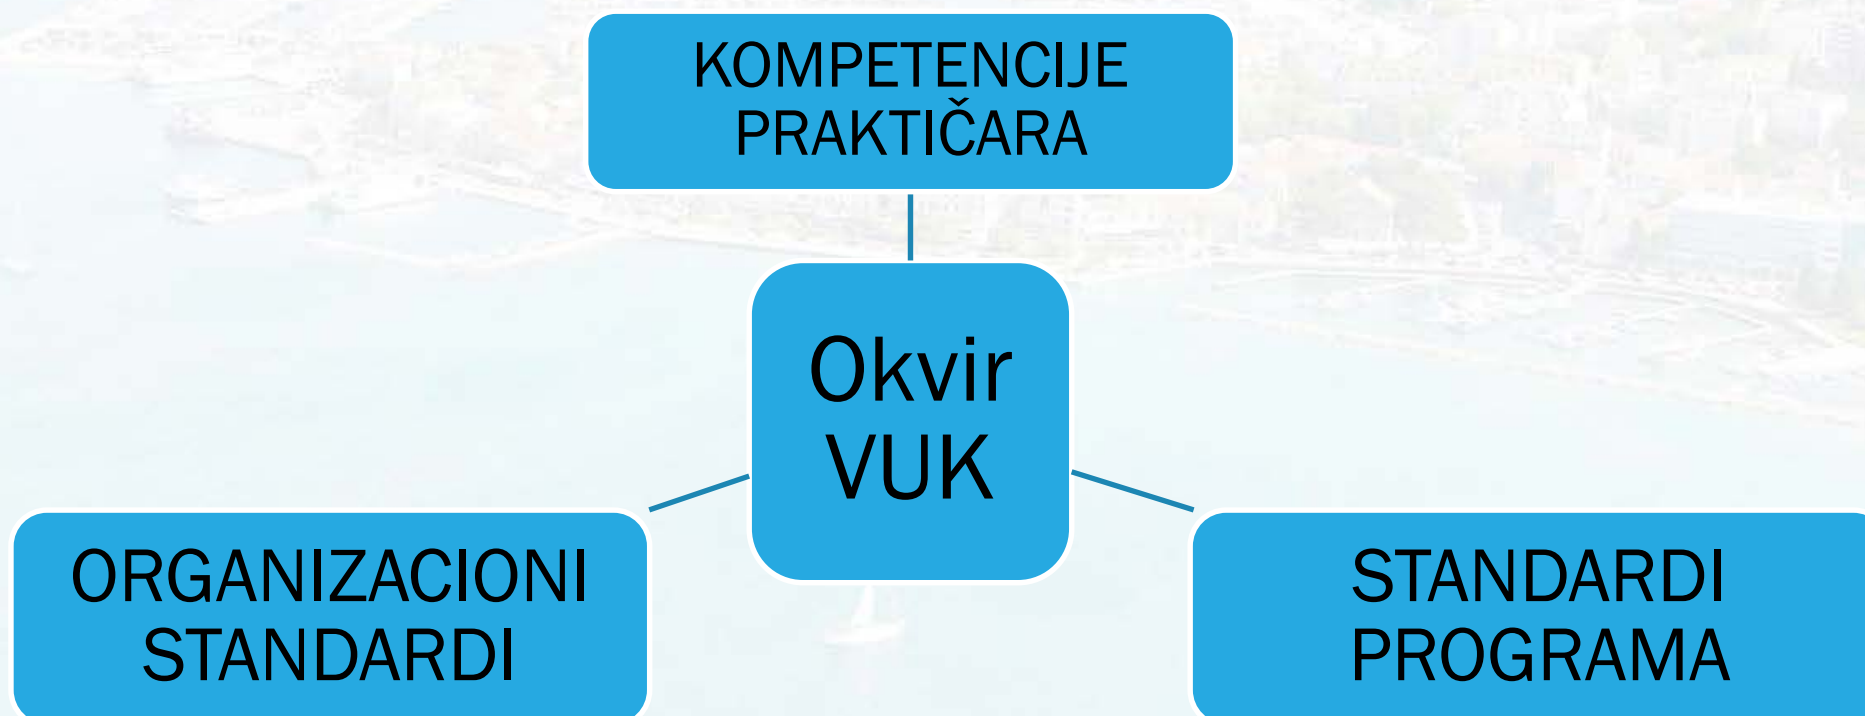 KOMPETENCIJE
PRAKTIČARA
Okvir
VUK
ORGANIZACIONI
STANDARDI
STANDARDI
PROGRAMA